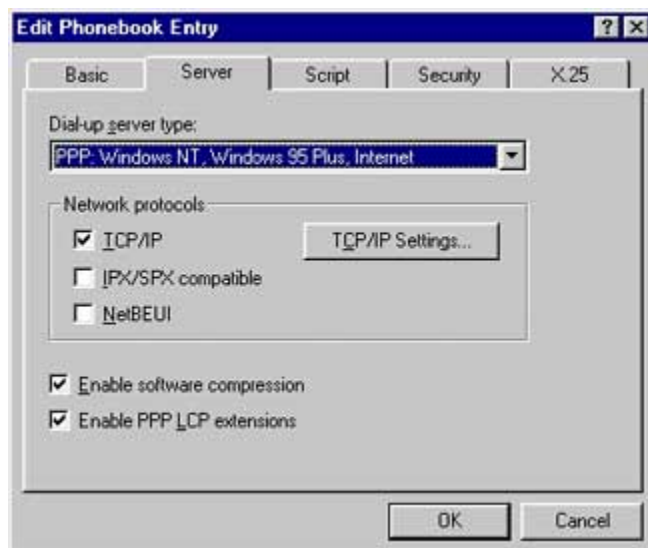 Edit Phonebook Entry
Basic Server Script Security X.25
Dial-up server type:
PPP: Windows NT, Windows 95 Plus, Internet
Network protocols
TCP/IP TCP/IP Settings...
IPX/SPX compatible
NetBEUI
Enable software compression
Enable PPP LCP extensions
OK Cancel